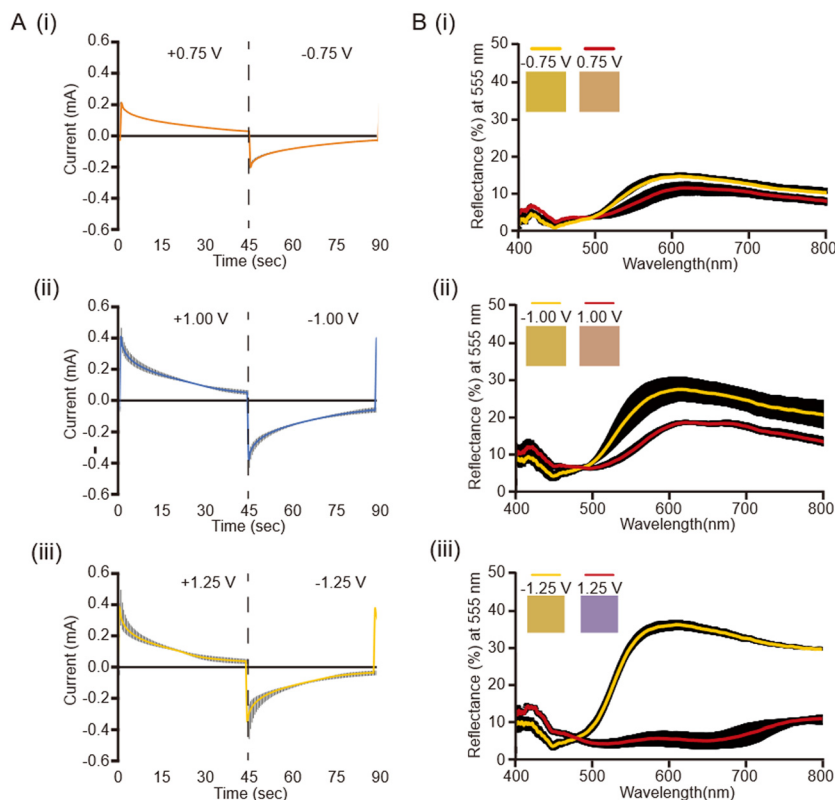 A (i)
+0.75 V -0.75 V
Current (mA)
0.6
0.4
0.2
0.0
-0.2
-0.4
-0.6
0 15 30 45 60 75 90
Time (sec)
(ii)
+1.00 V -1.00 V
Current (mA)
0.6
0.4
0.2
0.0
-0.2
-0.4
-0.6
0 15 30 45 60 75 90
Time (sec)
(iii)
+1.25 V -1.25 V
Current (mA)
0.6
0.4
0.2
0.0
-0.2
-0.4
-0.6
0 15 30 45 60 75 90
Time (sec)
B (i)
-0.75 V 0.75 V
Reflectance (%) at 555 nm
50
40
30
20
10
0
400 500 600 700 800
Wavelength(nm)
(ii)
-1.00 V 1.00 V
Reflectance (%) at 555 nm
50
40
30
20
10
0
400 500 600 700 800
Wavelength(nm)
(iii)
-1.25 V 1.25 V
Reflectance (%) at 555 nm
50
40
30
20
10
0
400 500 600 700 800
Wavelength(nm)